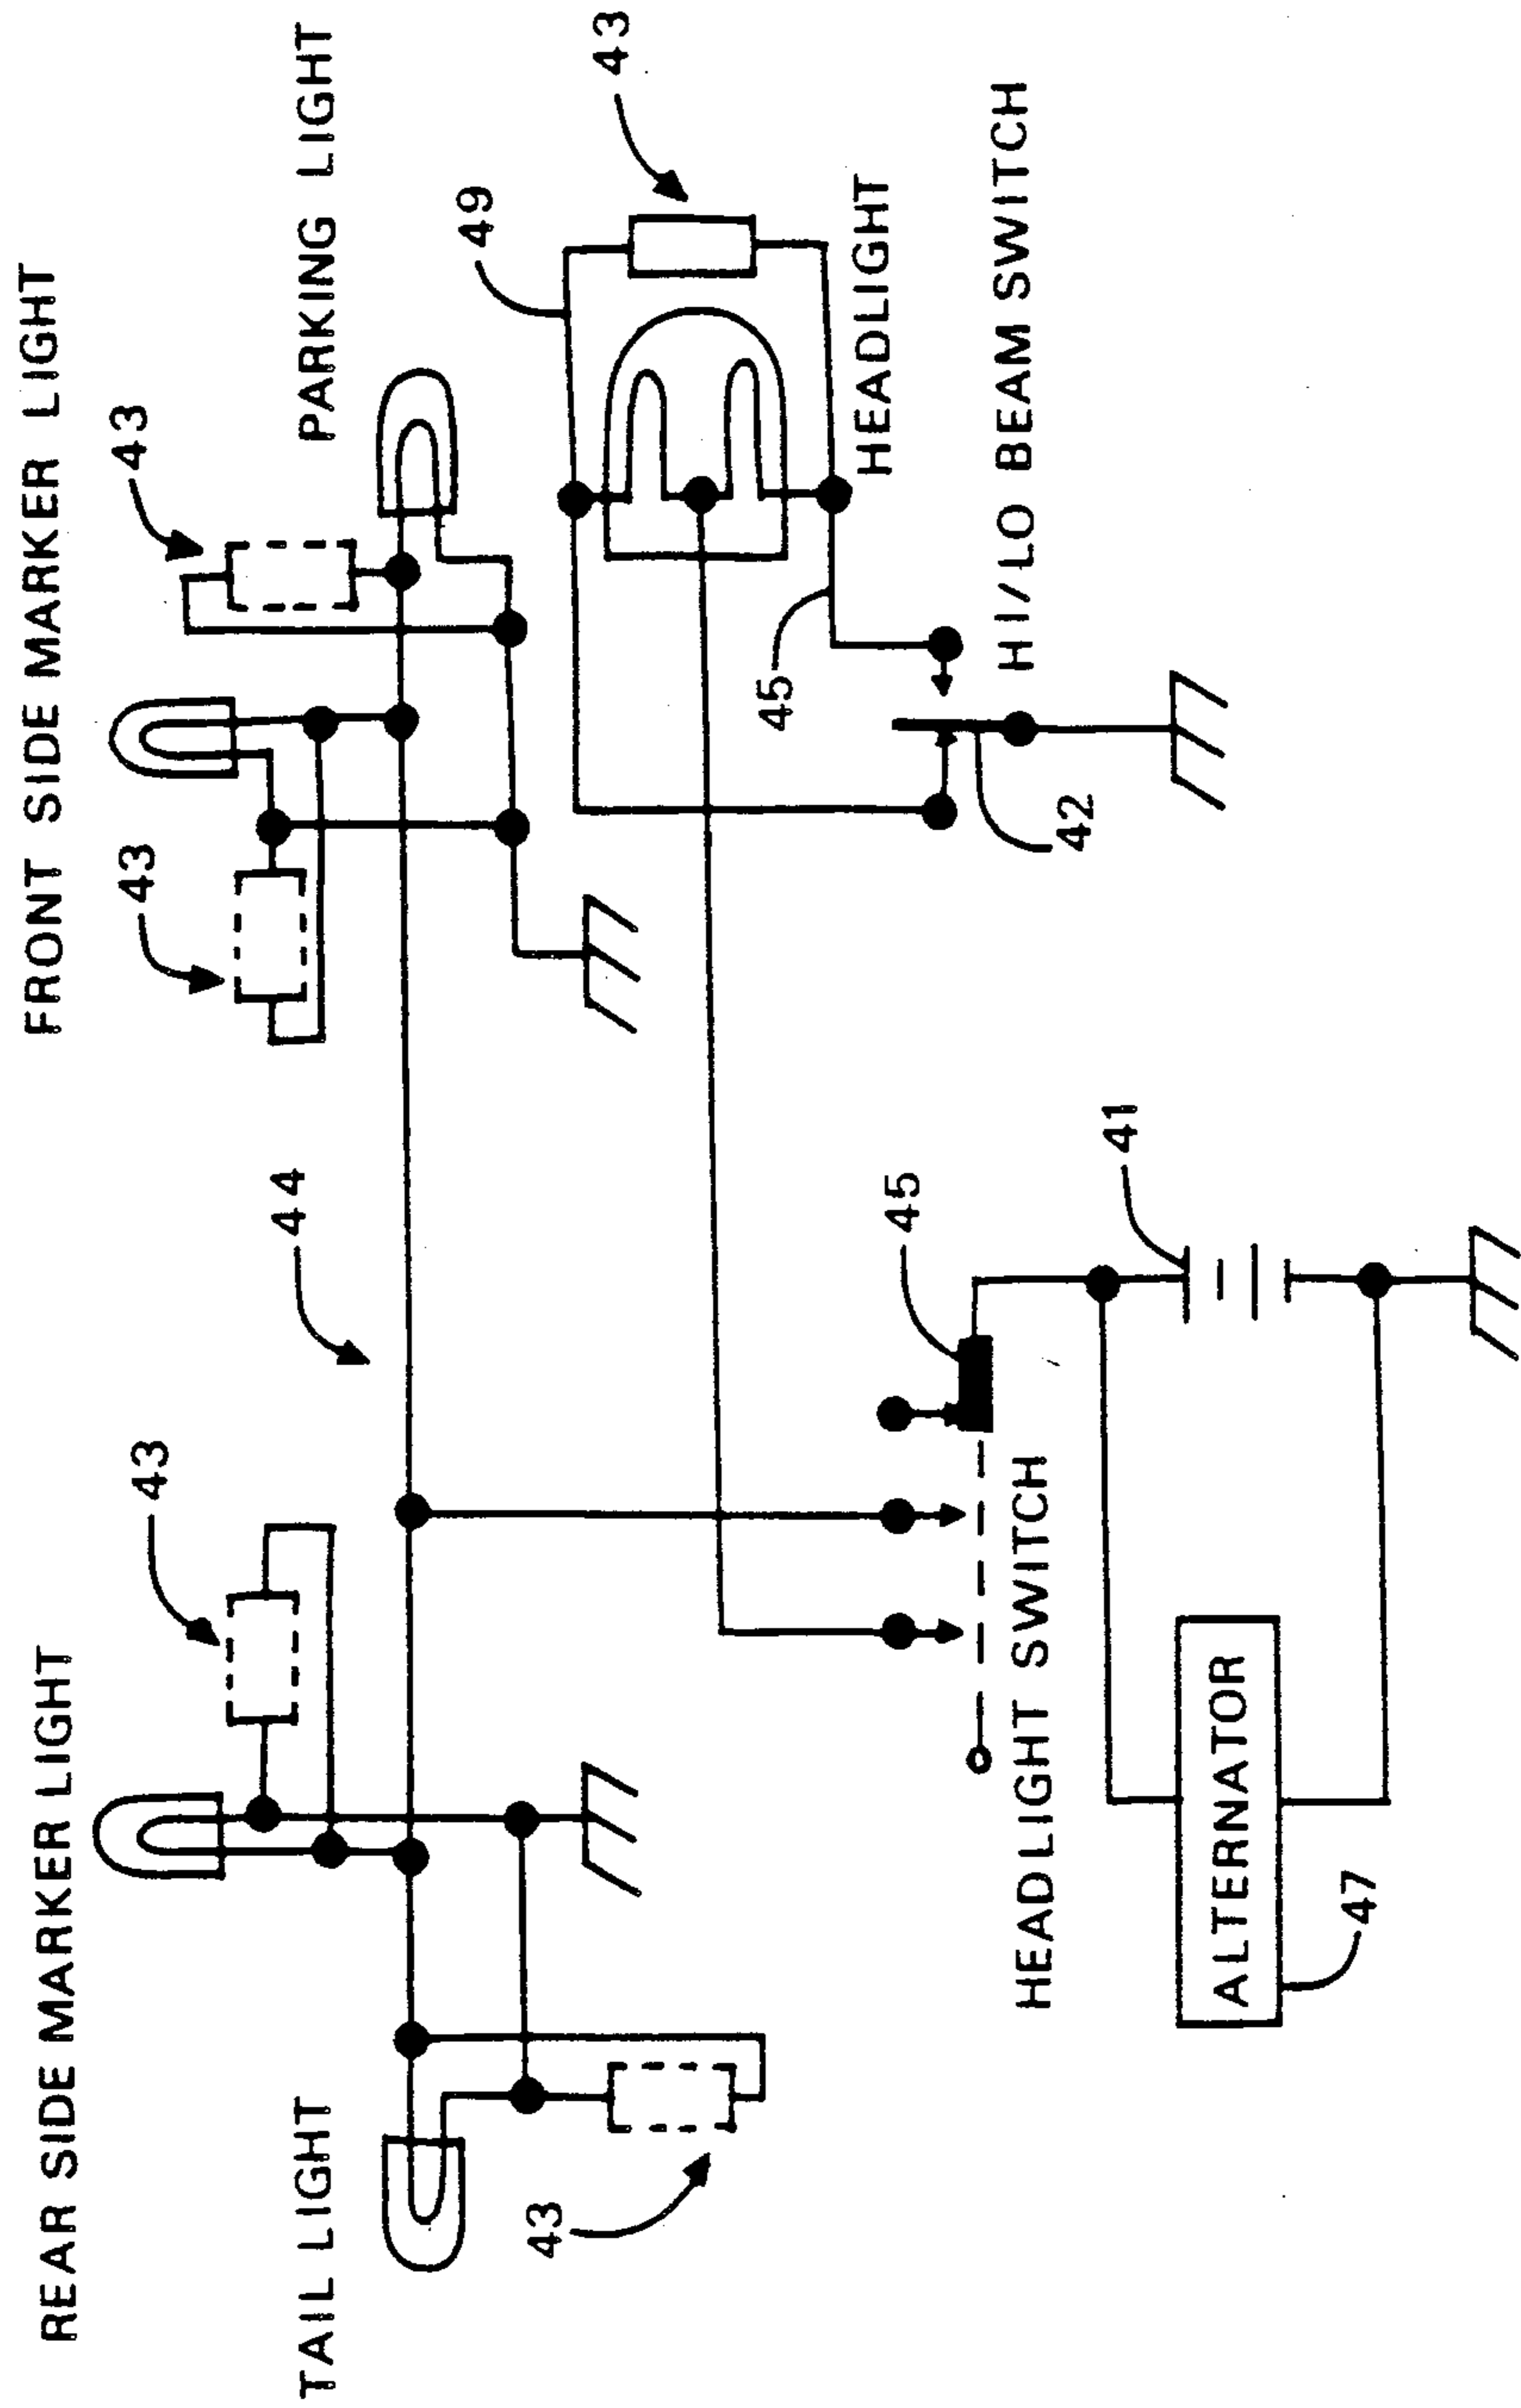 REAR SIDE MARKER LIGHT
FRONT SIDE MARKER LIGHT
43
43
43
43
TAIL LIGHT
44
PARKING LIGHT
49
43
43
45
HEADLIGHT
45
HEADLIGHT SWITCH
42
HI/LO BEAM SWITCH
41
ALTERNATOR
47